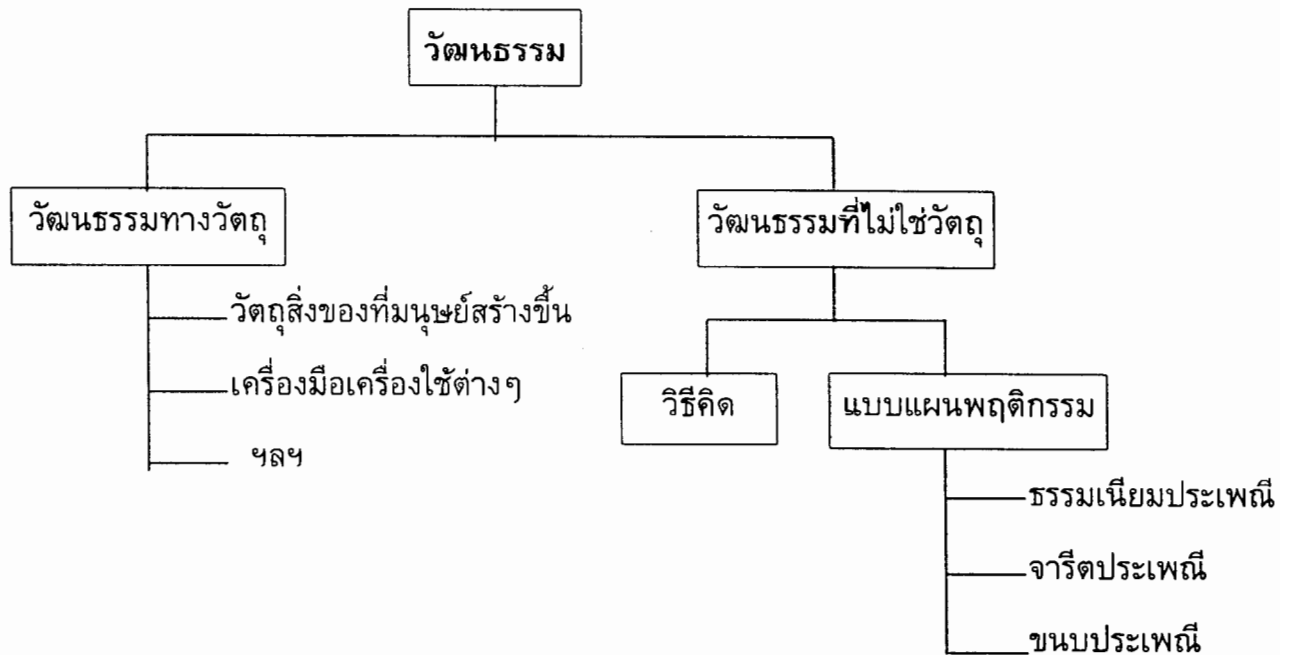 วัฒนธรรม
วัฒนธรรมทางวัตถุ
วัตถุสิ่งของที่มนุษย์สร้างขึ้น
เครื่องมือเครื่องใช้ต่างๆ
ฯลฯ
วัฒนธรรมที่ไม่ใช่วัตถุ
วิธีคิด
แบบแผนพฤติกรรม
ธรรมเนียมประเพณี
จารีตประเพณี
ขนบประเพณี